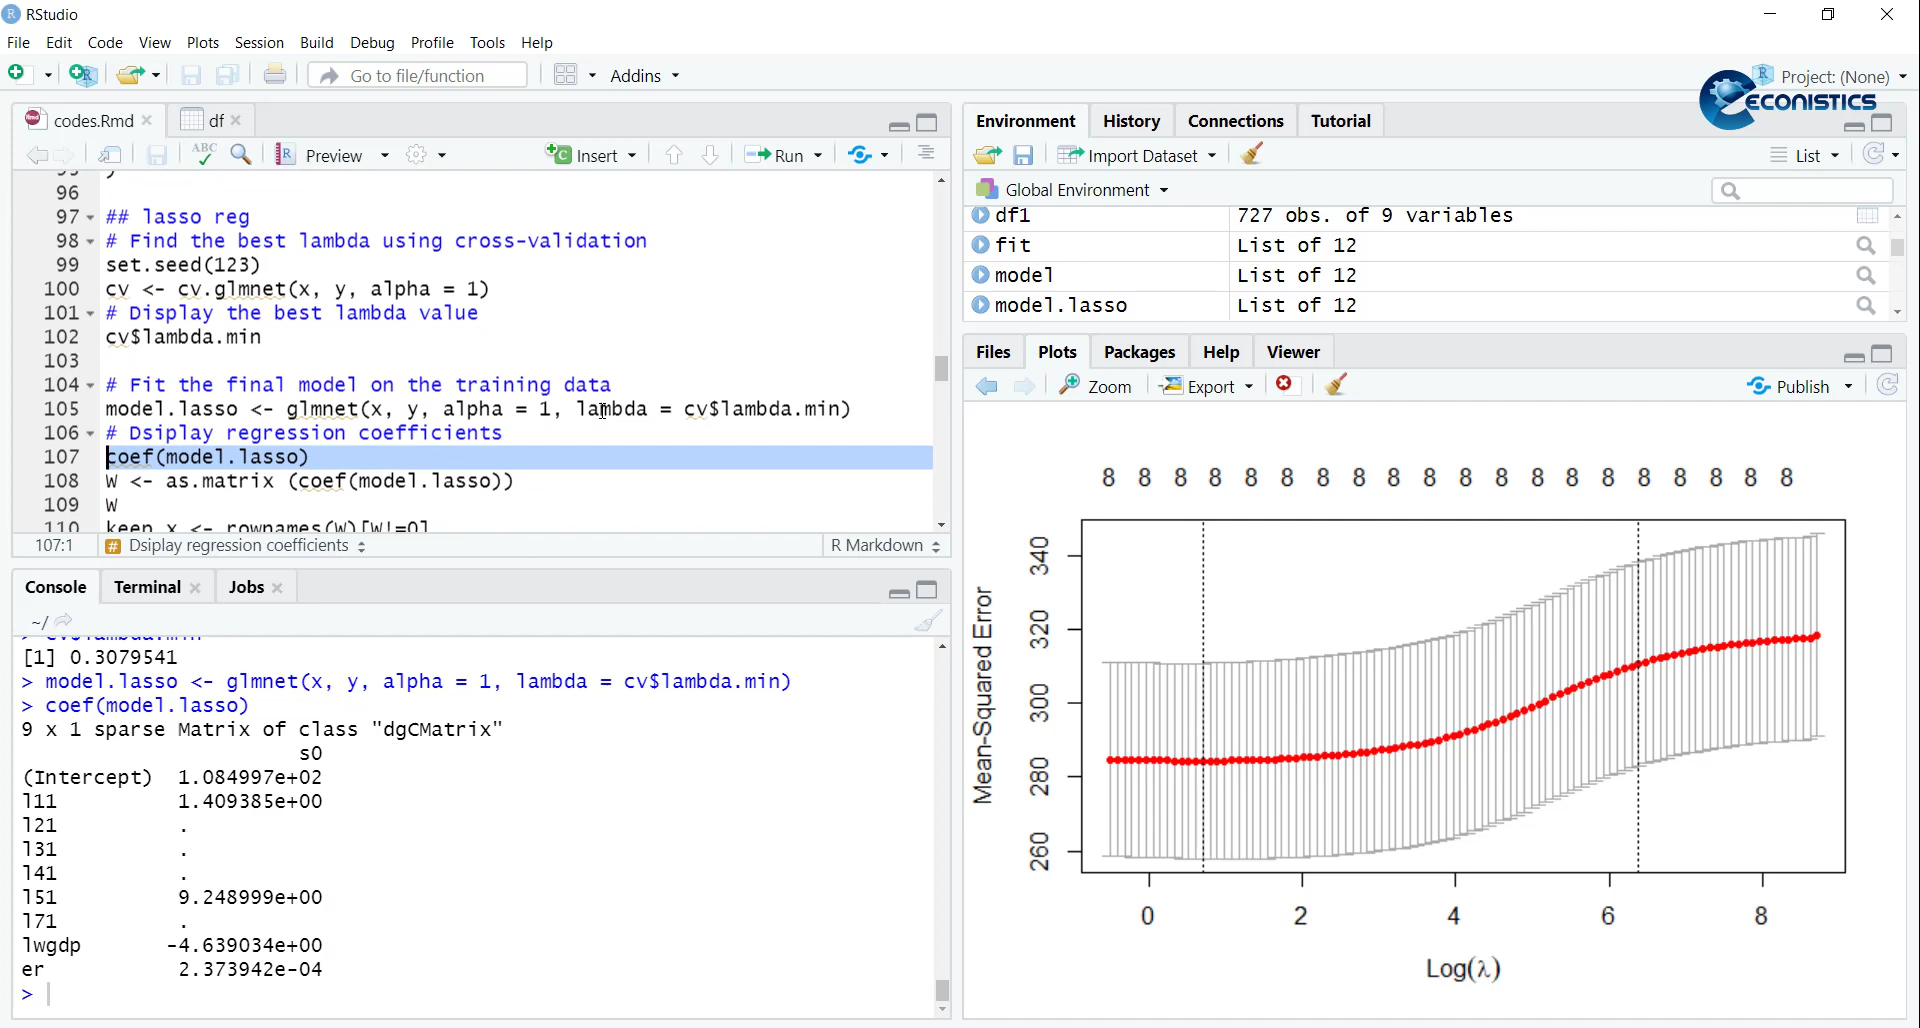 RStudio
File Edit Code View Plots Session Build Debug Profile Tools Help
Go to file/function Addins
Project: (None)
ECONISTICS
codes.Rmd df
ABC Preview Insert Run
96
97 ## lasso reg
98 # Find the best lambda using cross-validation
99 set.seed(123)
100 cv <- cv.glmnet(x, y, alpha = 1)
101 # Display the best lambda value
102 cv$lambda.min
103
104 # Fit the final model on the training data
105 model.lasso <- glmnet(x, y, alpha = 1, lambda = cv$lambda.min)
106 # Dsiplay regression coefficients
107 coef(model.lasso)
108 W <- as.matrix (coef(model.lasso))
109 W
110 keep_x <- rownames(W)[W!=0]
107:1 Dsiplay regression coefficients R Markdown
Console Terminal Jobs
~/
> cv$lambda.min
[1] 0.3079541
> model.lasso <- glmnet(x, y, alpha = 1, lambda = cv$lambda.min)
> coef(model.lasso)
9 x 1 sparse Matrix of class "dgCMatrix"
s0
(Intercept) 1.084997e+02
l11 1.409385e+00
l21 .
l31 .
l41 .
l51 9.248999e+00
l71 .
lwgdp -4.639034e+00
er 2.373942e-04
>
Environment History Connections Tutorial
Import Dataset List
Global Environment
df1 727 obs. of 9 variables
fit List of 12
model List of 12
model.lasso List of 12
Files Plots Packages Help Viewer
Zoom Export Publish
8 8 8 8 8 8 8 8 8 8 8 8 8 8 8 8 8 8 8 8
Mean-Squared Error
340
320
300
280
260
0 2 4 6 8
Log(λ)